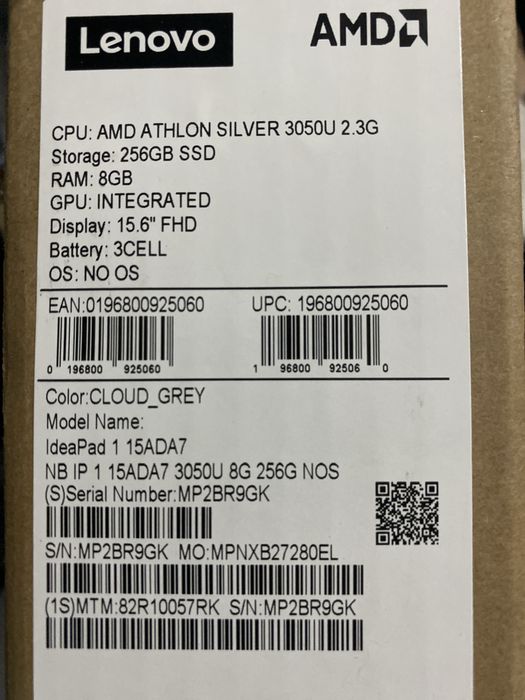 Lenovo AMD
CPU: AMD ATHLON SILVER 3050U 2.3G
Storage: 256GB SSD
RAM: 8GB
GPU: INTEGRATED
Display: 15.6" FHD
Battery: 3CELL
OS: NO OS
EAN:0196800925060 UPC: 196800925060
0 196800 925060 1 96800 92506 0
Color:CLOUD_GREY
Model Name:
IdeaPad 1 15ADA7
NB IP 1 15ADA7 3050U 8G 256G NOS
(S)Serial Number:MP2BR9GK
S/N:MP2BR9GK MO:MPNXB27280EL
(1S)MTM:82R10057RK S/N:MP2BR9GK